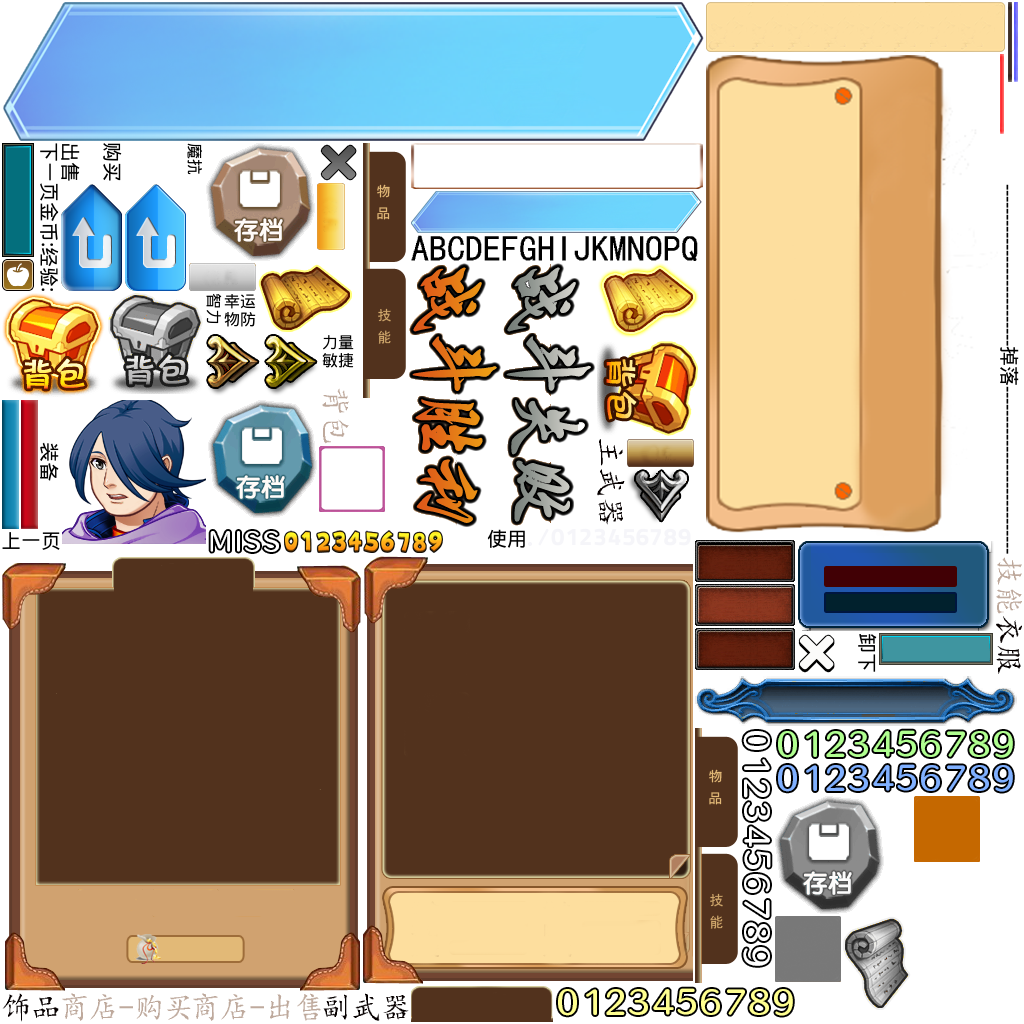 出售
下一页金币:经验:
购买
魔抗
存档
物品
ABCDEFGHIJKMNOPQ
智力
幸运
物防
力量
敏捷
背包
背包
技能
战斗胜利
战斗失败
背包
掉落
装备
存档
背包
主武器
上一页
MISS
0123456789
使用
/0123456789
技能
衣服
卸下
0123456789
0123456789
0123456789
物品
技能
存档
饰品
商店-购买
商店-出售
副武器
0123456789